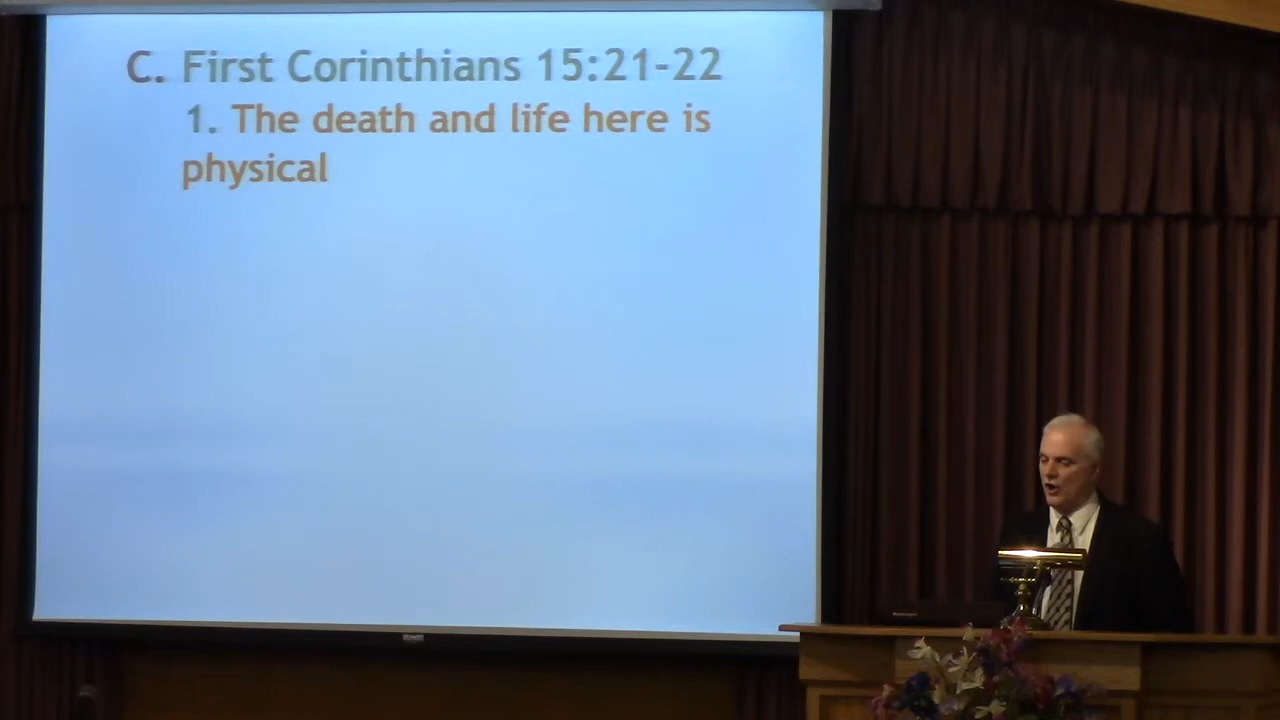 C. First Corinthians 15:21-22
1. The death and life here is
physical